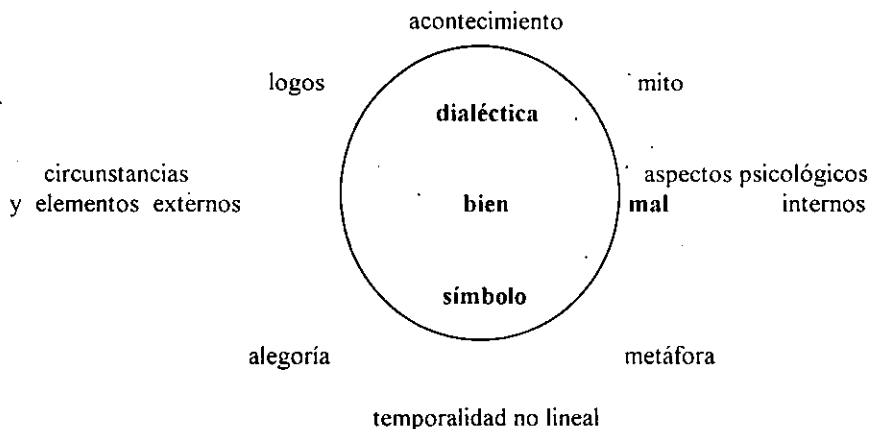 acontecimiento
logos mito
dialéctica
circunstancias aspectos psicológicos
y elementos externos bien mal internos
símbolo
alegoría metáfora
temporalidad no lineal